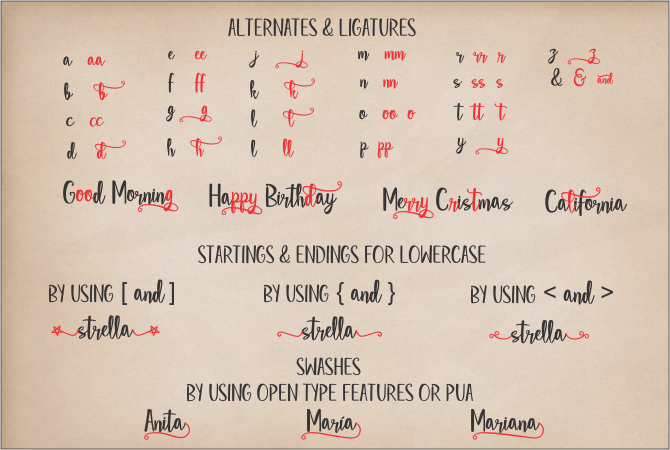 ALTERNATES & LIGATURES
a aa e ee j j m mm r rr r z z
b b f ff k k n nn s ss s & & and
c cc g g l l o oo o t tt t
d d h h l ll p pp y y
Good Morning Happy Birthday Merry Cristmas California
STARTINGS & ENDINGS FOR LOWERCASE
BY USING [ and ] BY USING { and } BY USING < and >
strella strella strella
SWASHES
BY USING OPEN TYPE FEATURES OR PUA
Anita María Mariana